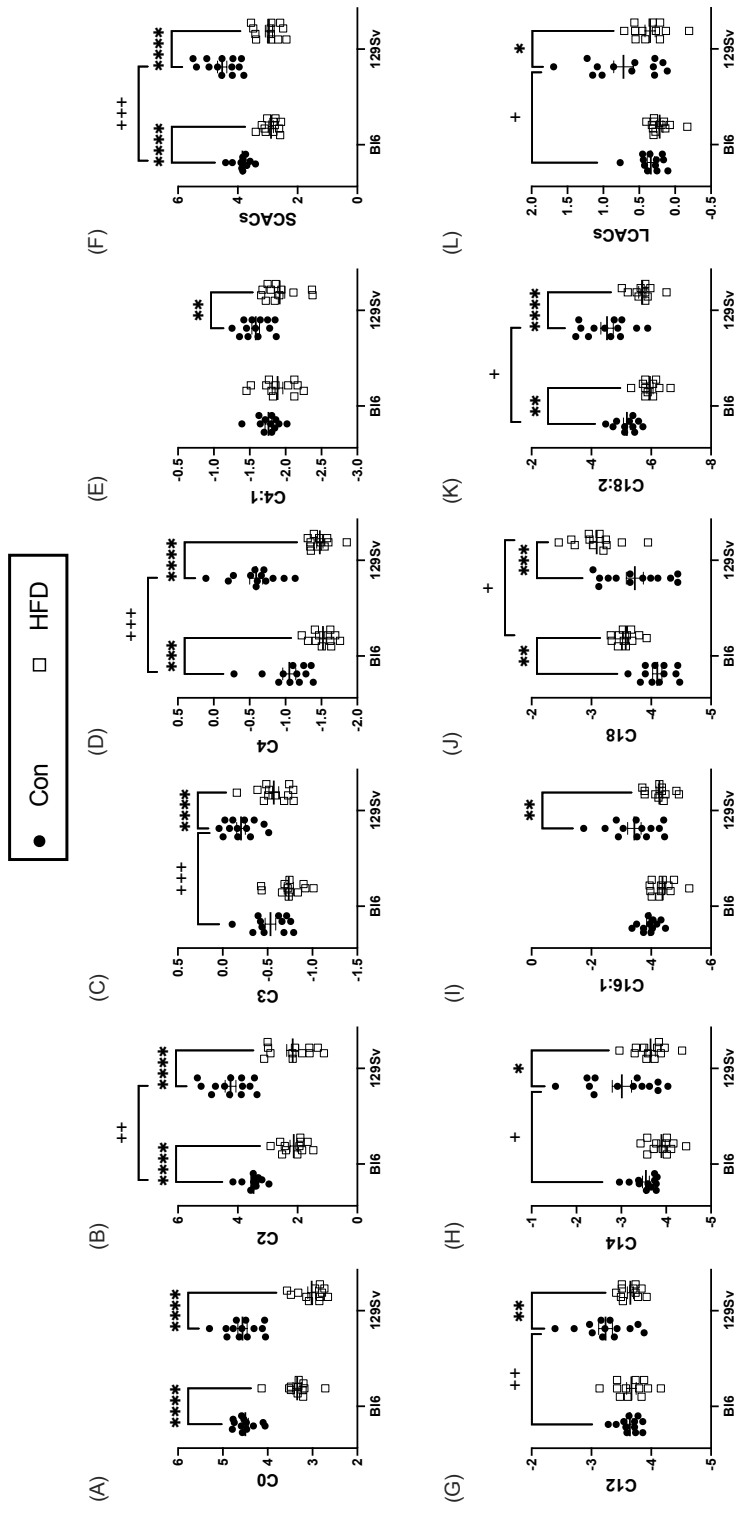 Con HFD
(A)
**** ****
6
5
4
3
2
C0
Bl6 129Sv
(B)
++
**** ****
6
4
2
0
C2
Bl6 129Sv
(C)
+++ ****
0.5
0.0
-0.5
-1.0
-1.5
C3
Bl6 129Sv
(D)
+++
*** ****
0.5
0.0
-0.5
-1.0
-1.5
-2.0
C4
Bl6 129Sv
(E)
**
-0.5
-1.0
-1.5
-2.0
-2.5
-3.0
C4:1
Bl6 129Sv
(F)
+++
**** ****
6
4
2
0
SCACs
Bl6 129Sv
(G)
++ **
-2
-3
-4
-5
C12
Bl6 129Sv
(H)
+ *
-1
-2
-3
-4
-5
C14
Bl6 129Sv
(I)
**
0
-2
-4
-6
C16:1
Bl6 129Sv
(J)
+
** ***
-2
-3
-4
-5
C18
Bl6 129Sv
(K)
+
** ****
-2
-4
-6
-8
C18:2
Bl6 129Sv
(L)
+ *
2.0
1.5
1.0
0.5
0.0
-0.5
LCACs
Bl6 129Sv